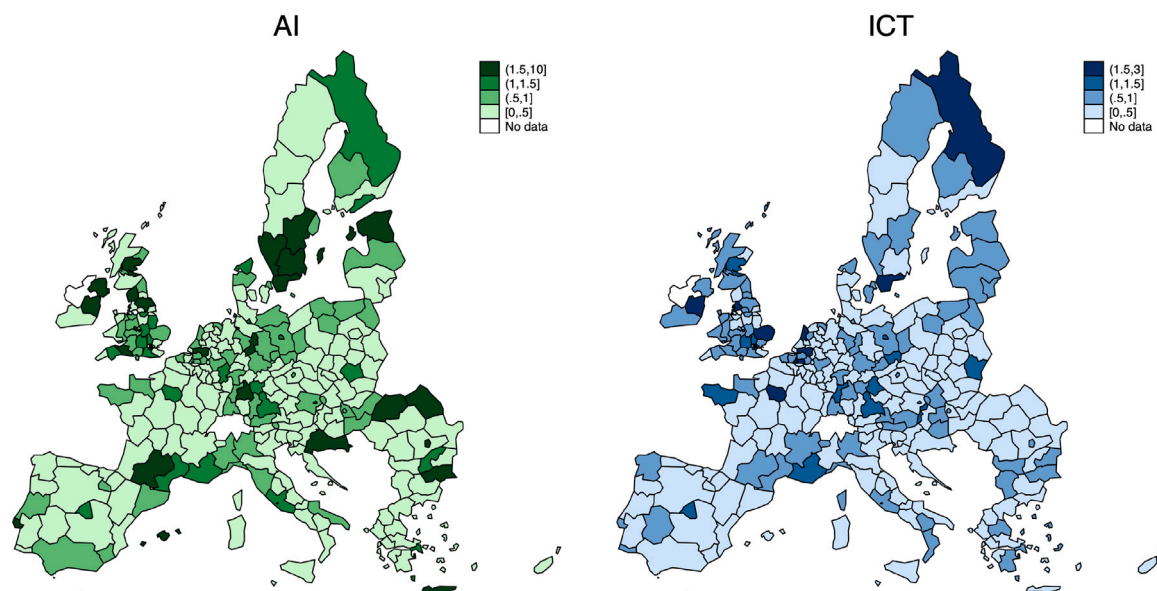 AI
(1.5,10]
(1,1.5]
(.5,1]
[0,.5]
No data
ICT
(1.5,3]
(1,1.5]
(.5,1]
[0,.5]
No data